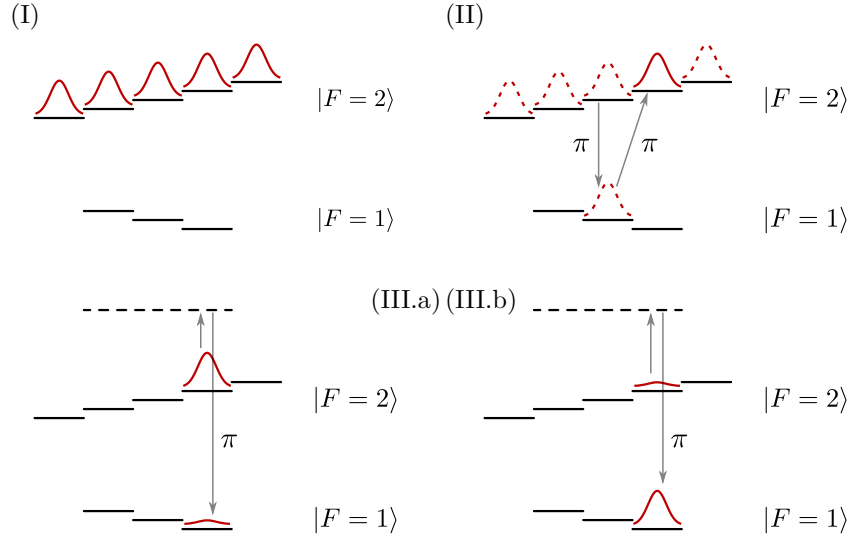 (I)
(II)
|F = 2⟩
|F = 2⟩
π
π
|F = 1⟩
|F = 1⟩
(III.a) (III.b)
|F = 2⟩
|F = 2⟩
π
π
|F = 1⟩
|F = 1⟩